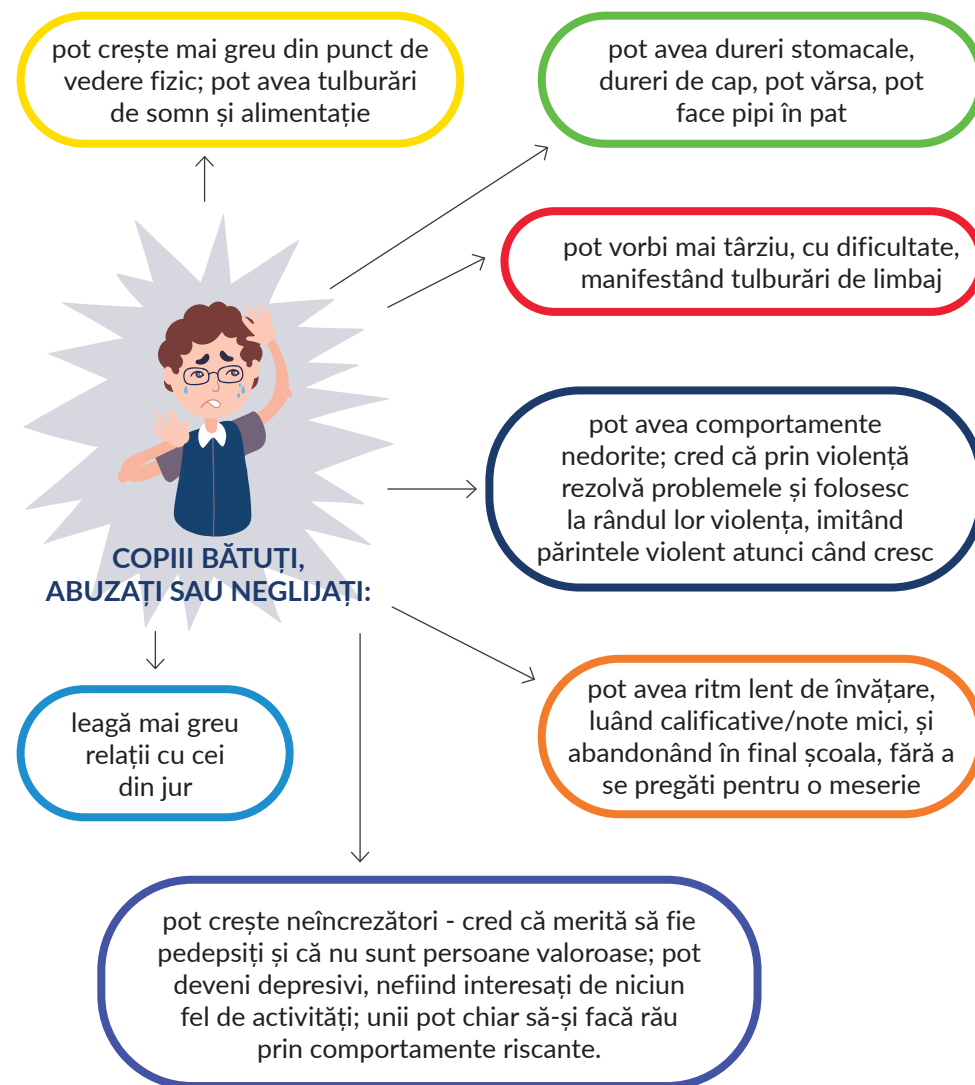 pot crește mai greu din punct de
vedere fizic; pot avea tulburări
de somn și alimentație
pot avea dureri stomacale,
dureri de cap, pot vărsa, pot
face pipi în pat
pot vorbi mai târziu, cu dificultate,
manifestând tulburări de limbaj
pot avea comportamente
nedorite; cred că prin violență
rezolvă problemele și folosesc
la rândul lor violența, imitând
părintele violent atunci când cresc
COPIII BĂTUȚI,
ABUZAȚI SAU NEGLIJAȚI:
pot avea ritm lent de învățare,
luând calificative/note mici, și
abandonând în final școala, fără a
se pregăti pentru o meserie
leagă mai greu
relații cu cei
din jur
pot crește neîncrezători - cred că merită să fie
pedepsiți și că nu sunt persoane valoroase; pot
deveni depresivi, nefiind interesați de niciun
fel de activități; unii pot chiar să-și facă rău
prin comportamente riscante.